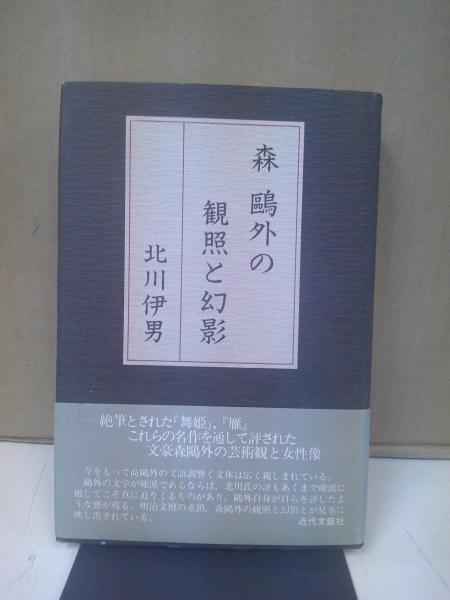 森 鷗外の
観照と幻影
北川伊男
絶筆とされた『舞姫』,『雁』
これらの名作を通して評された
文豪森鷗外の芸術観と女性像
今をもって尚鷗外の文語調響く文体は広く親しまれている。
鷗外の文学が硬派であるならば、北川氏の評もあくまで硬派に
徹してこそ真に迫りくるものがあり、鷗外自身が自らを評したよ
うな感が残る。明治文壇の重鎮、森鷗外の観照と幻影とが見事に
映し出されている。
近代文藝社